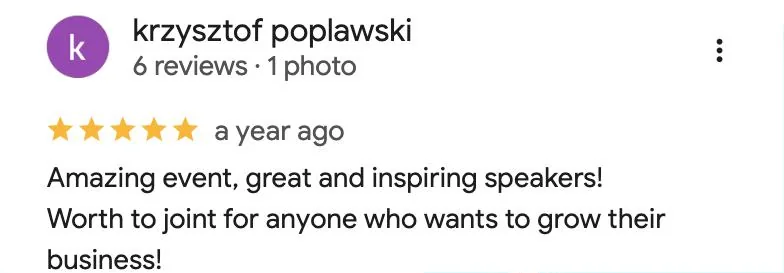 k
krzysztof poplawski
6 reviews · 1 photo
a year ago
Amazing event, great and inspiring speakers!
Worth to joint for anyone who wants to grow their
business!